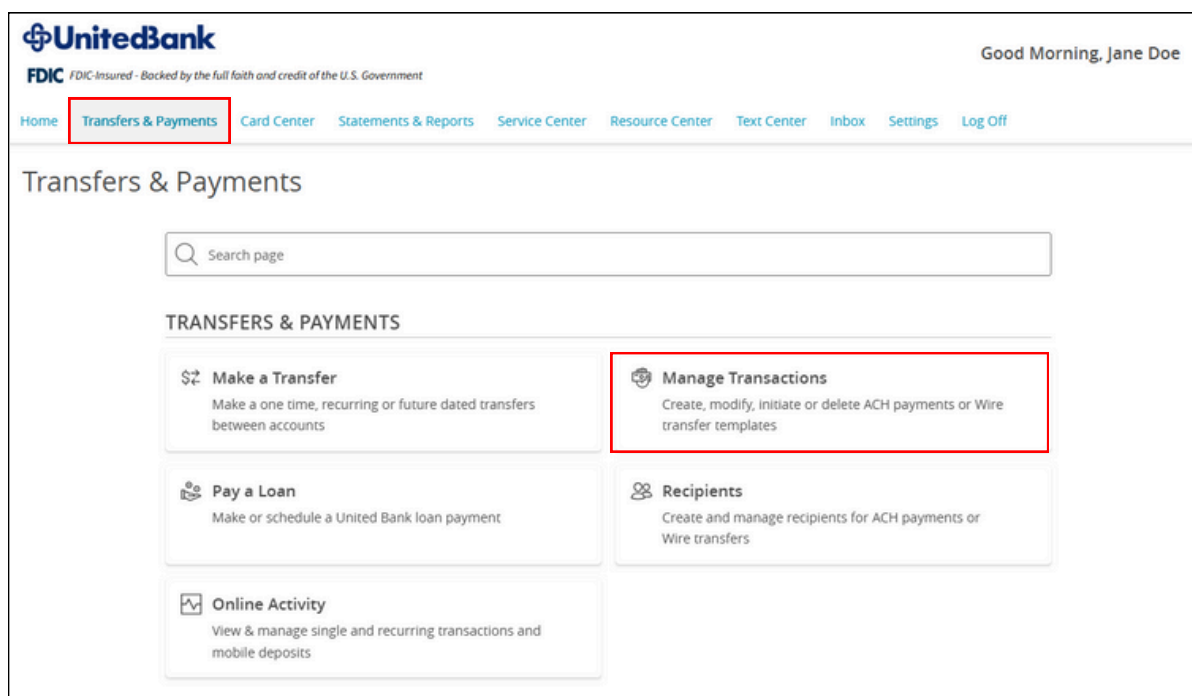 UnitedBank
Good Morning, Jane Doe
FDIC FDIC-Insured - Backed by the full faith and credit of the U.S. Government
Home Transfers & Payments Card Center Statements & Reports Service Center Resource Center Text Center Inbox Settings Log Off
Transfers & Payments
Search page
TRANSFERS & PAYMENTS
Make a Transfer
Make a one time, recurring or future dated transfers
between accounts
Manage Transactions
Create, modify, initiate or delete ACH payments or Wire
transfer templates
Pay a Loan
Make or schedule a United Bank loan payment
Recipients
Create and manage recipients for ACH payments or
Wire transfers
Online Activity
View & manage single and recurring transactions and
mobile deposits